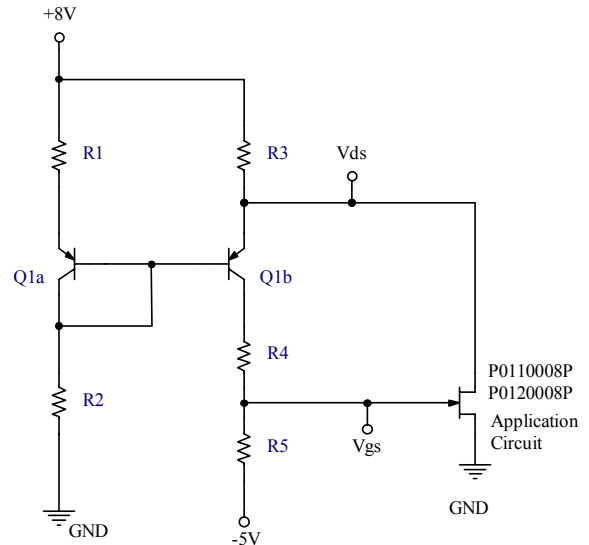 +8V
R1
R3
Vds
Q1a
Q1b
R4
P0110008P
P0120008P
R2
Application
Circuit
Vgs
R5
GND
GND
-5V